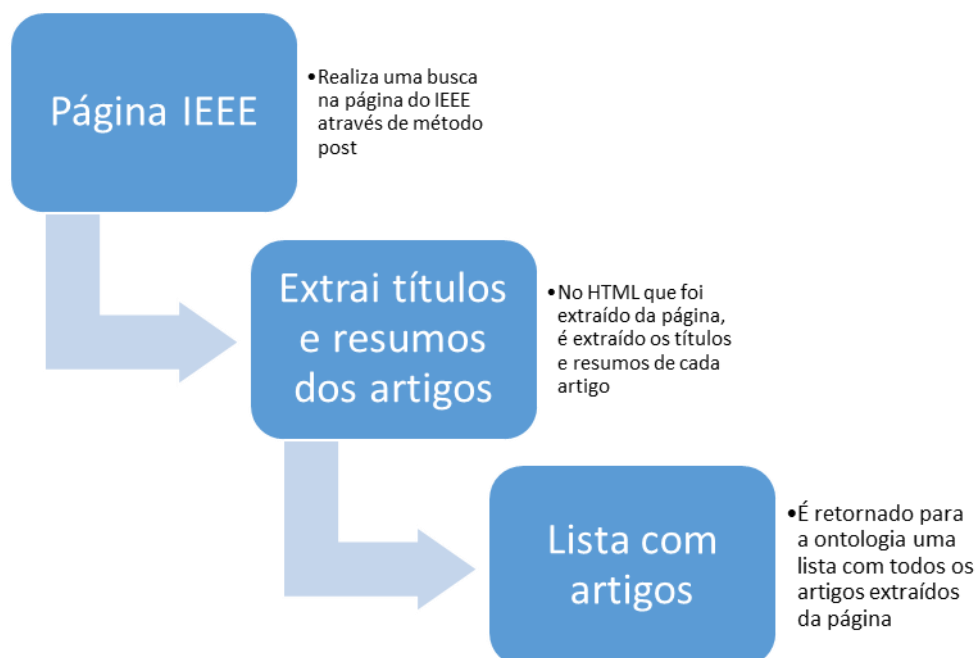 Página IEEE
•Realiza uma busca
na página do IEEE
através de método
post
Extrai títulos
e resumos
dos artigos
•No HTML que foi
extraído da página,
é extraído os títulos
e resumos de cada
artigo
Lista com
artigos
•É retornado para
a ontologia uma
lista com todos os
artigos extraídos
da página